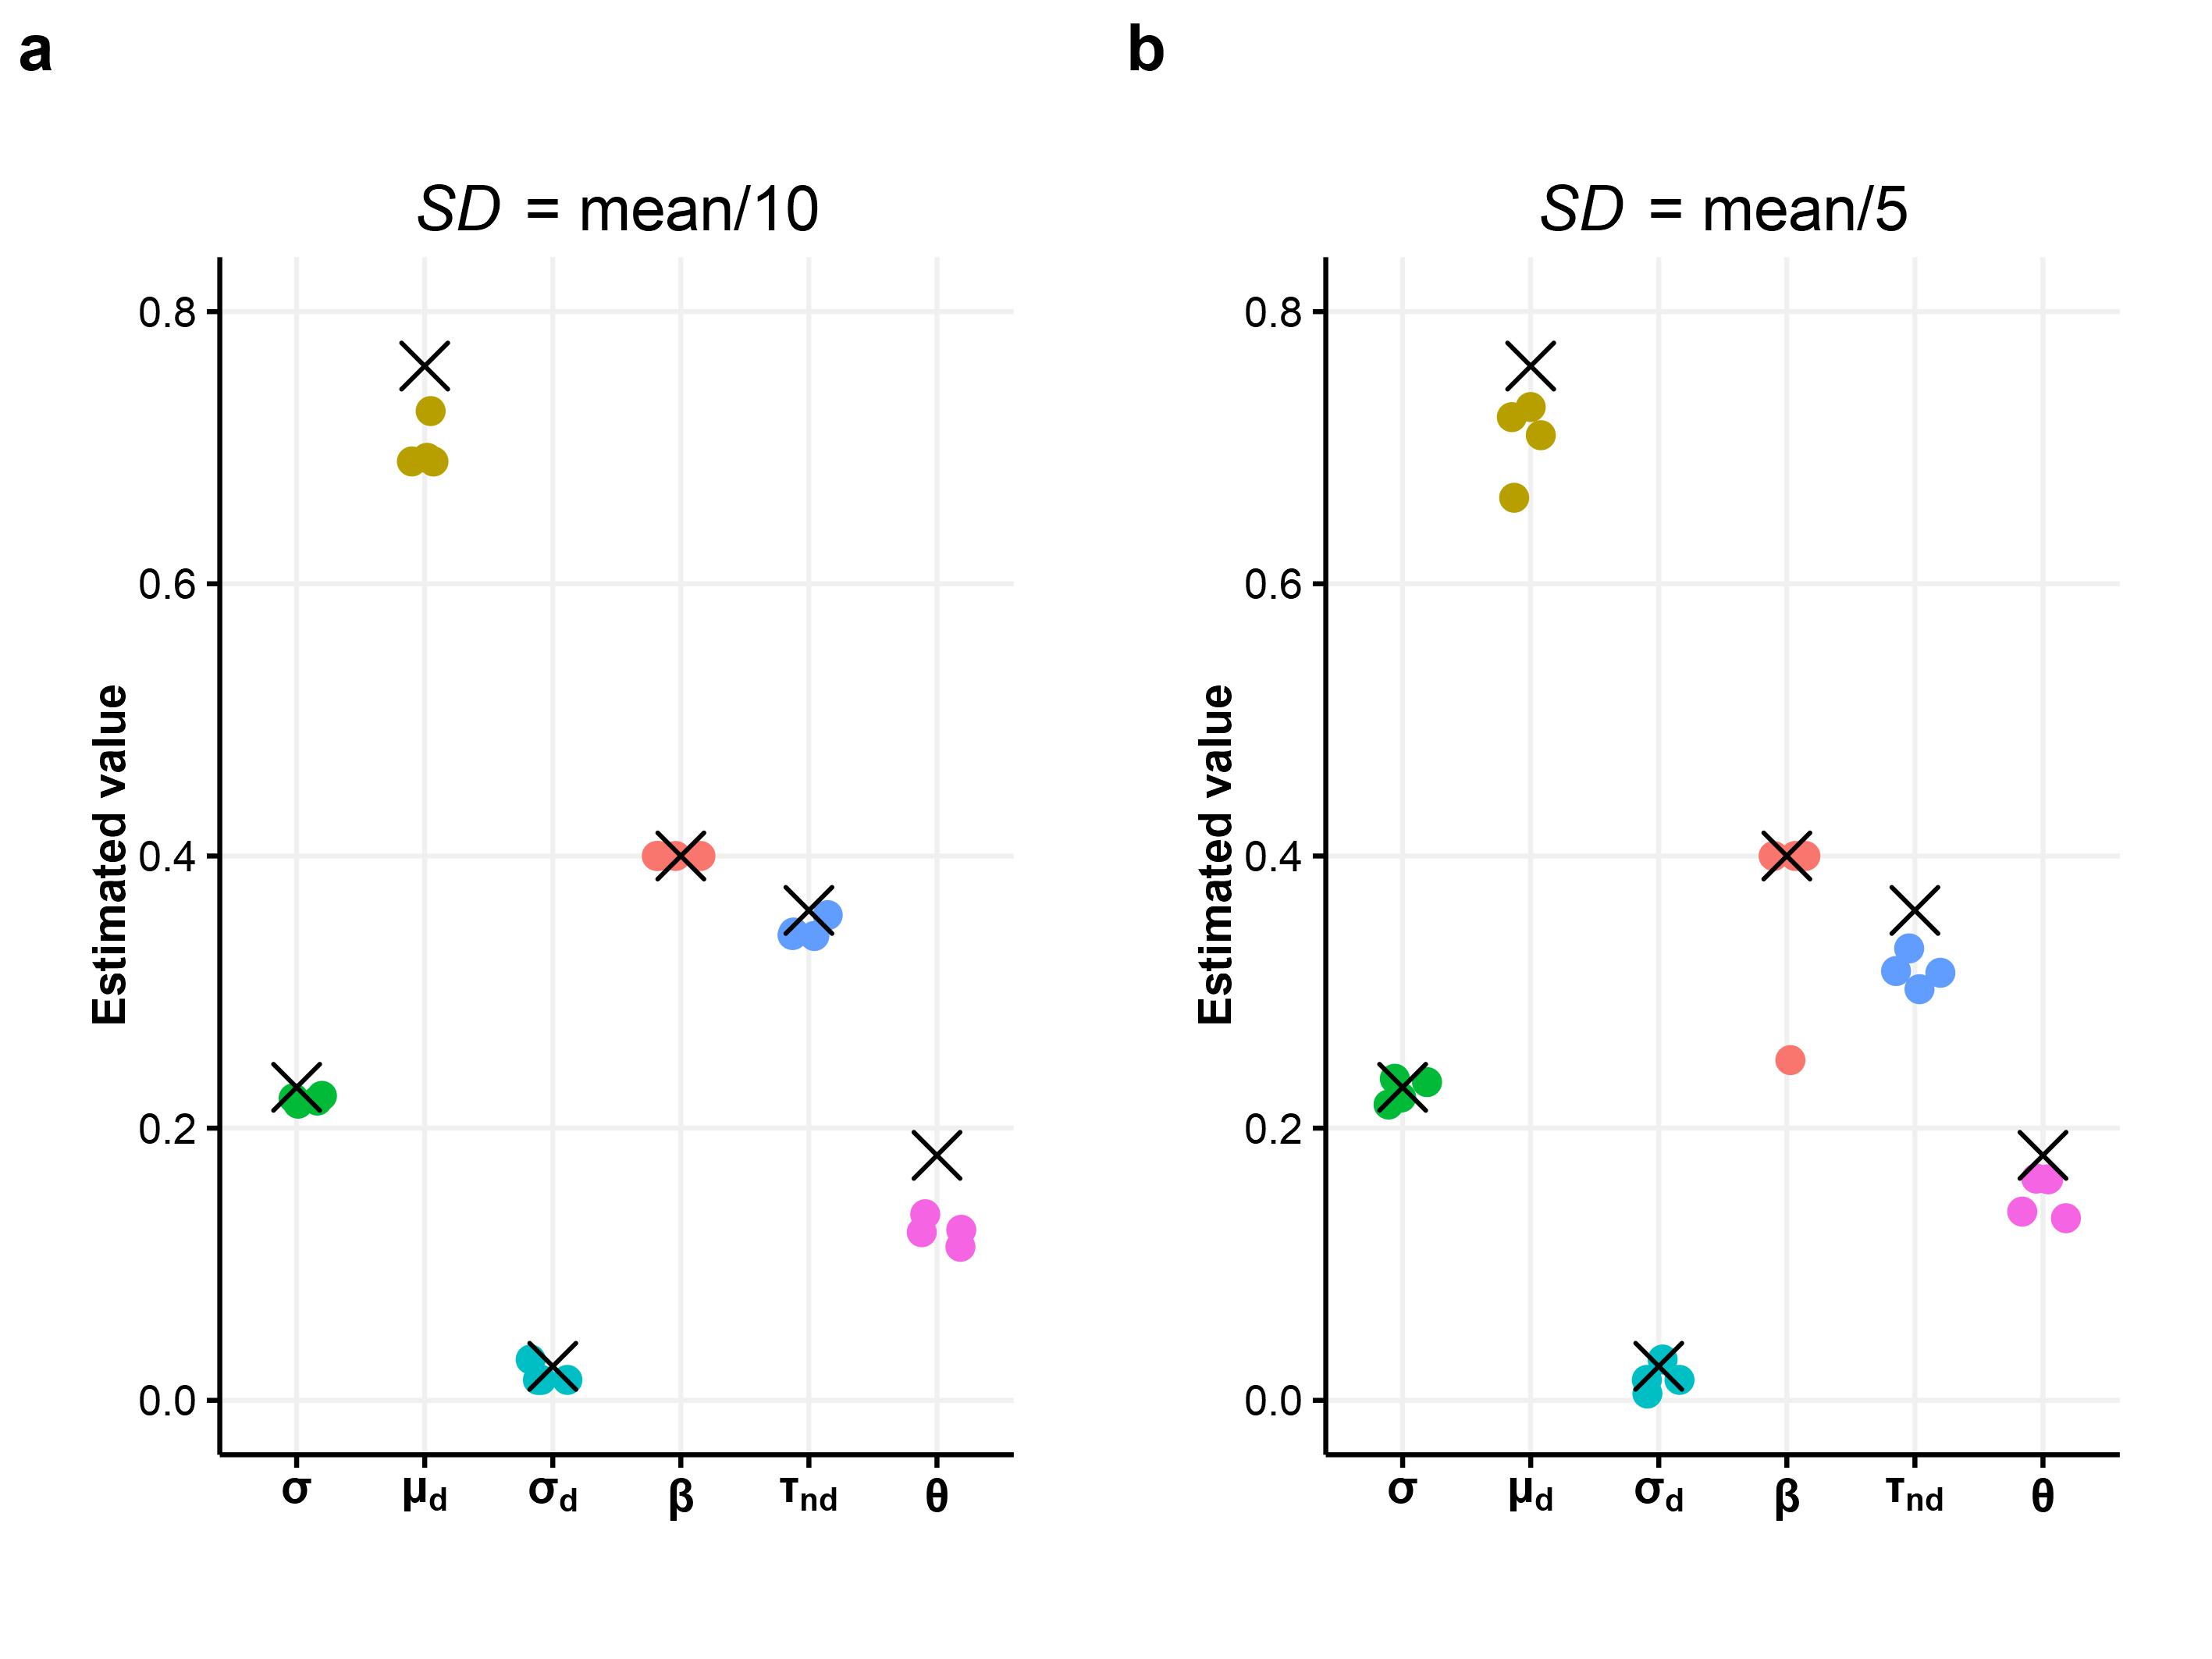 a
SD = mean/10
Estimated value
0.8
0.6
0.4
0.2
0.0
σ μd σd β τnd θ
b
SD = mean/5
Estimated value
0.8
0.6
0.4
0.2
0.0
σ μd σd β τnd θ